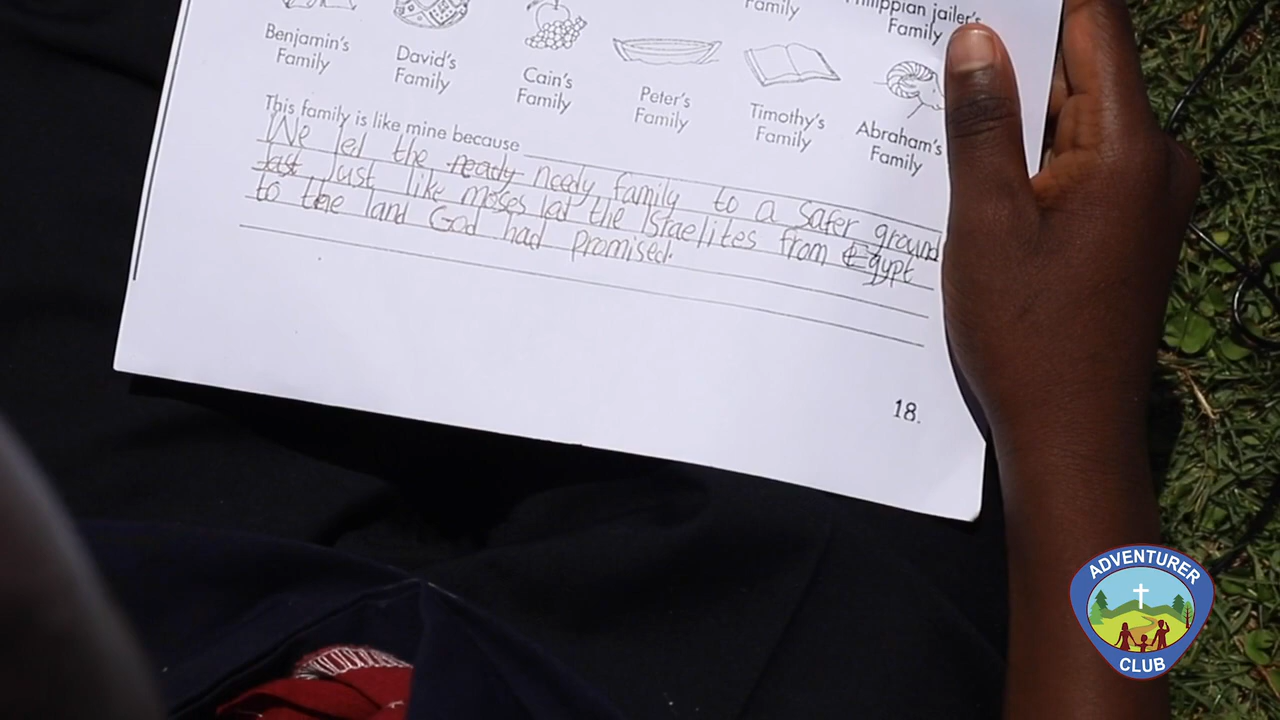 Family
Philippian jailer's
Family
Benjamin's
Family
David's
Family
Cain's
Family
Peter's
Family
Timothy's
Family
Abraham's
Family
This family is like mine because
We led the ready needy family to a safer ground
fast Just like moses led the Israelites from Egypt
to the land God had promised.
18.
ADVENTURER
CLUB